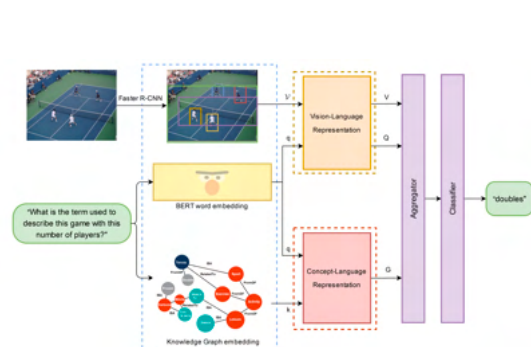 Faster R-CNN
V
V
Vision-Language
Representation
q
Q
BERT word embedding
"What is the term used to
describe this game with this
number of players?"
Aggregator
Classifier
"doubles"
q
Concept-Language
Representation
G
k
Knowledge Graph embedding